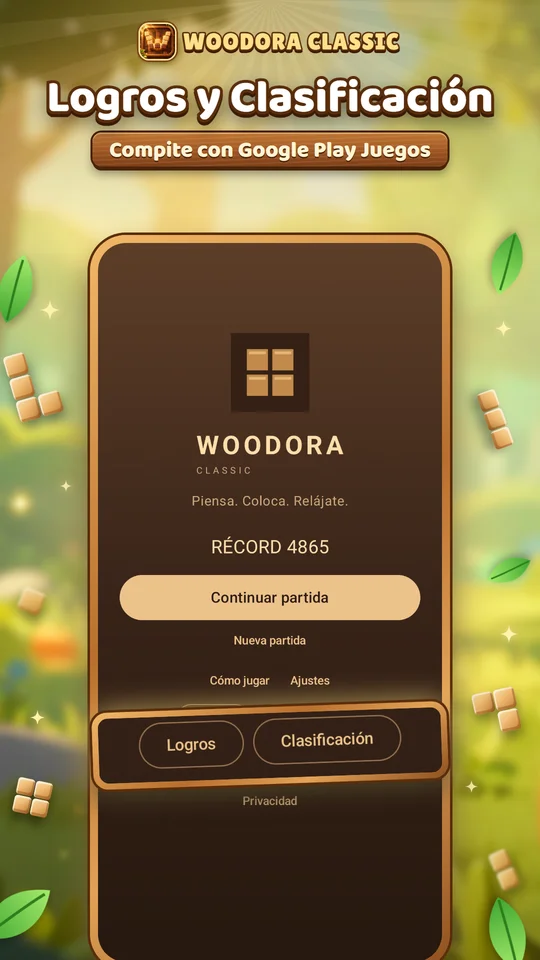 WOODORA CLASSIC
Logros y Clasificación
Compite con Google Play Juegos
WOODORA
CLASSIC
Piensa. Coloca. Relájate.
RÉCORD 4865
Continuar partida
Nueva partida
Cómo jugar Ajustes
Logros Clasificación
Privacidad